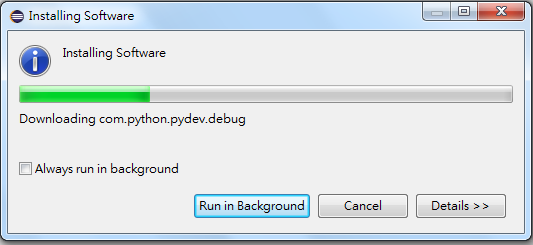 Installing Software
Installing Software
Downloading com.python.pydev.debug
Always run in background
Run in Background
Cancel
Details >>